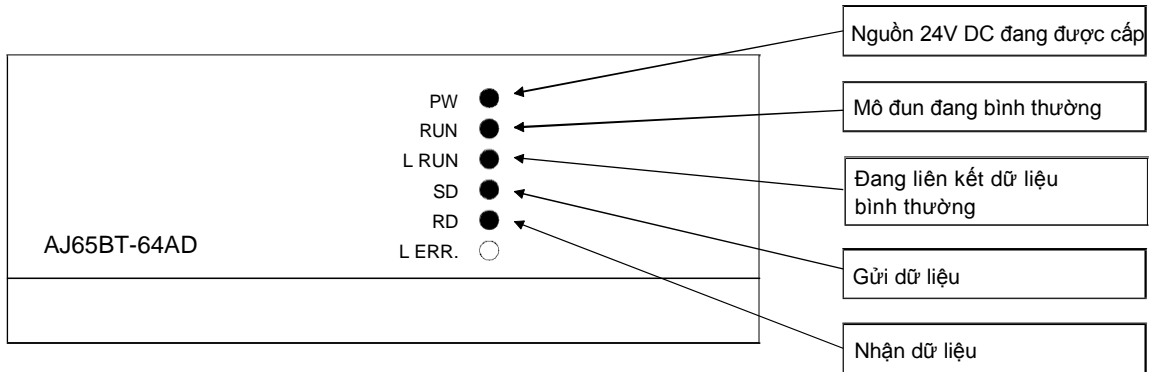 Nguồn 24V DC đang được cấp
PW
Mô đun đang bình thường
RUN
L RUN
Đang liên kết dữ liệu
bình thường
SD
RD
AJ65BT-64AD
L ERR.
Gửi dữ liệu
Nhận dữ liệu